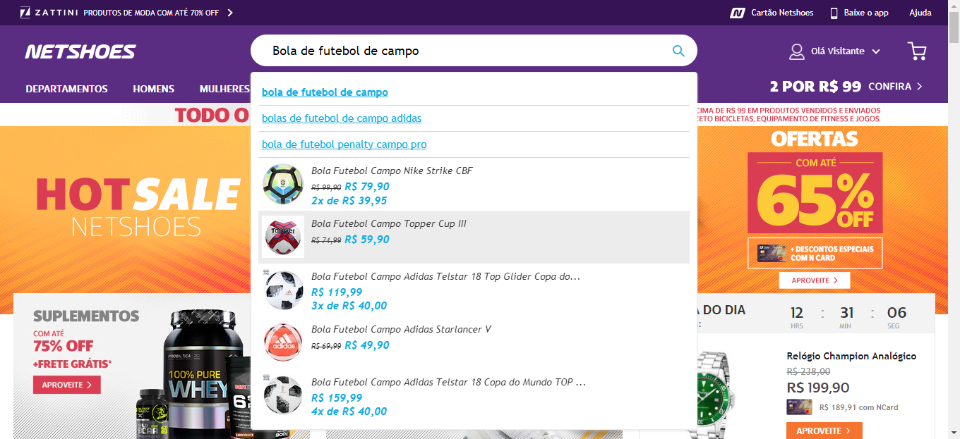 ZATTINI PRODUTOS DE MODA COM ATÉ 70% OFF
Cartão Netshoes
Baixe o app
Ajuda
NETSHOES
Bola de futebol de campo
Olá Visitante
DEPARTAMENTOS
HOMENS
MULHERES
2 POR R$ 99 CONFIRA
bola de futebol de campo
bolas de futebol de campo adidas
bola de futebol penalty campo pro
Bola Futebol Campo Nike Strike CBF
R$ 99,90 R$ 79,90
2x de R$ 39,95
Bola Futebol Campo Topper Cup III
R$ 74,99 R$ 59,90
Bola Futebol Campo Adidas Telstar 18 Top Glider Copa do...
R$ 119,99
3x de R$ 40,00
Bola Futebol Campo Adidas Starlancer V
R$ 69,99 R$ 49,90
Bola Futebol Campo Adidas Telstar 18 Copa do Mundo TOP ...
R$ 159,99
4x de R$ 40,00
TODO O
CIMA DE R$ 99 EM PRODUTOS VENDIDOS E ENVIADOS
CETO BICICLETAS, EQUIPAMENTO DE FITNESS E JOGOS.
HOT SALE
NETSHOES
OFERTAS
COM ATÉ
65% OFF
+ DESCONTOS ESPECIAIS
COM N CARD
APROVEITE
SUPLEMENTOS
COM ATÉ
75% OFF
+FRETE GRÁTIS*
APROVEITE
100% PURE
WHEY
A DO DIA
12 : 31 : 06
HRS MIN SEG
Relógio Champion Analógico
R$ 238,00
R$ 199,90
R$ 189,91 com NCard
APROVEITE